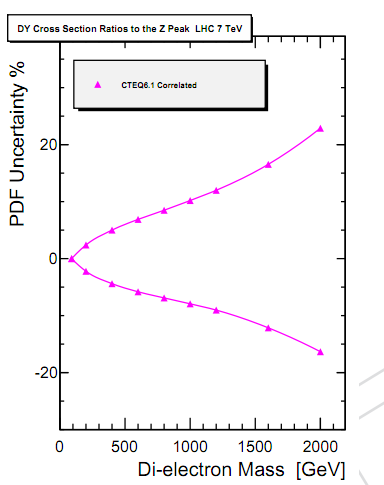 DY Cross Section Ratios to the Z Peak LHC 7 TeV
CTEQ6.1 Correlated
PDF Uncertainty %
20
0
-20
0 500 1000 1500 2000
Di-electron Mass [GeV]